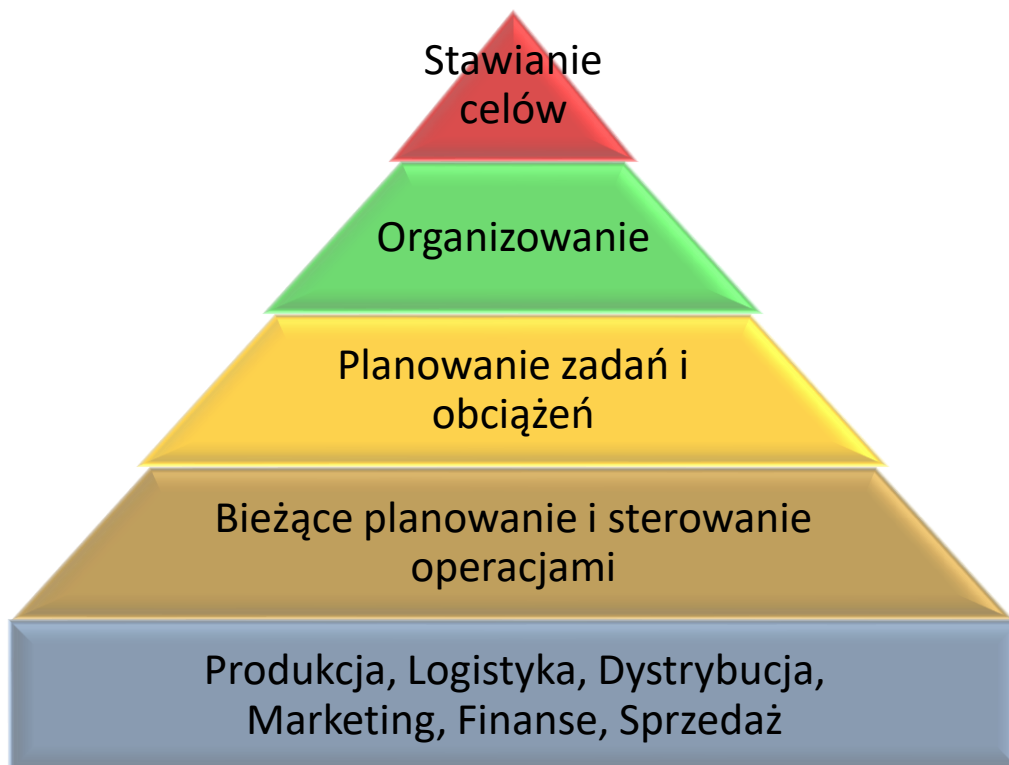 Stawianie
celów
Organizowanie
Planowanie zadań i
obciążeń
Bieżące planowanie i sterowanie
operacjami
Produkcja, Logistyka, Dystrybucja,
Marketing, Finanse, Sprzedaż